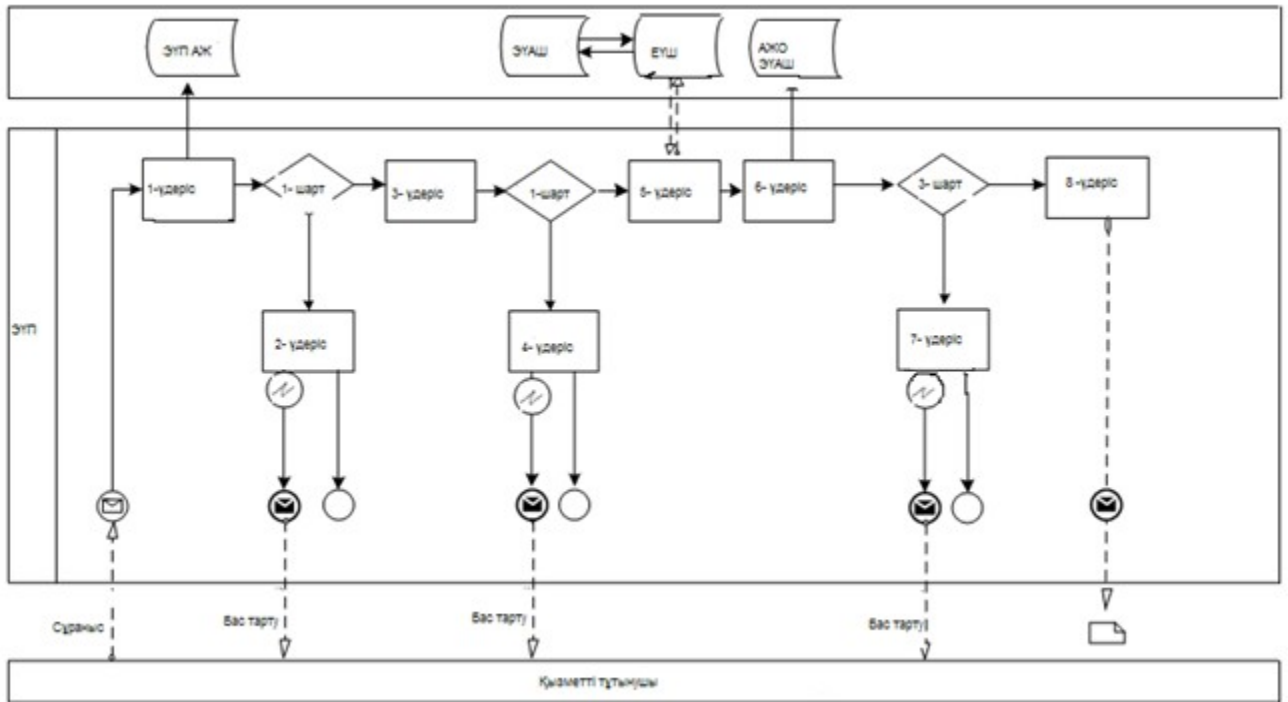 ЭҮП АЖ
ЭҮАШ
ЕҮШ
АЖО
ЭҮАШ
1-үдеріс
1- шарт
3- үдеріс
1-шарт
5- үдеріс
6- үдеріс
3- шарт
8 -үдеріс
ЭҮП
2- үдеріс
4- үдеріс
7- үдеріс
Сұраныс
Бас тарту
Бас тарту
Бас тарту
Қызметті тұтынушы